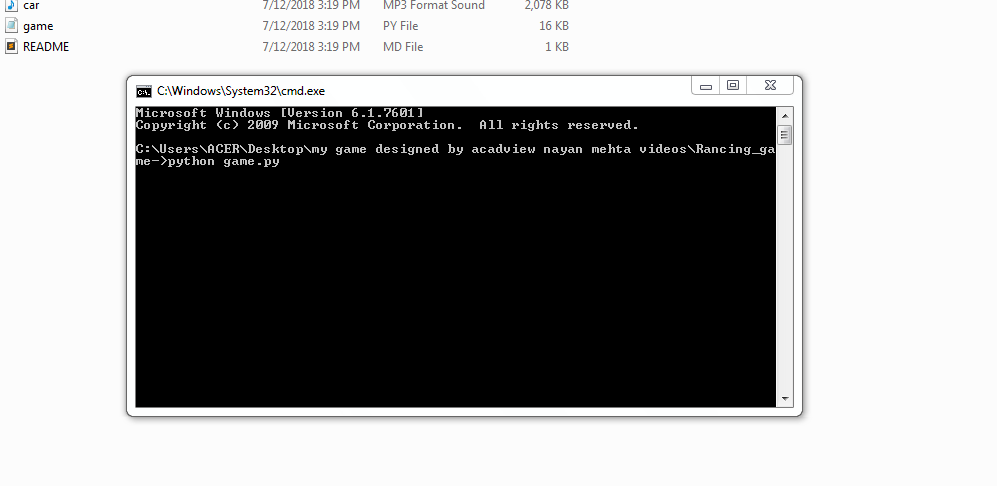 car 7/12/2018 3:19 PM MP3 Format Sound 2,078 KB
game 7/12/2018 3:19 PM PY File 16 KB
README 7/12/2018 3:19 PM MD File 1 KB
C:\Windows\System32\cmd.exe
Microsoft Windows [Version 6.1.7601]
Copyright (c) 2009 Microsoft Corporation.  All rights reserved.
C:\Users\ACER\Desktop\my game designed by acadview nayan mehta videos\Rancing_ga
me->python game.py